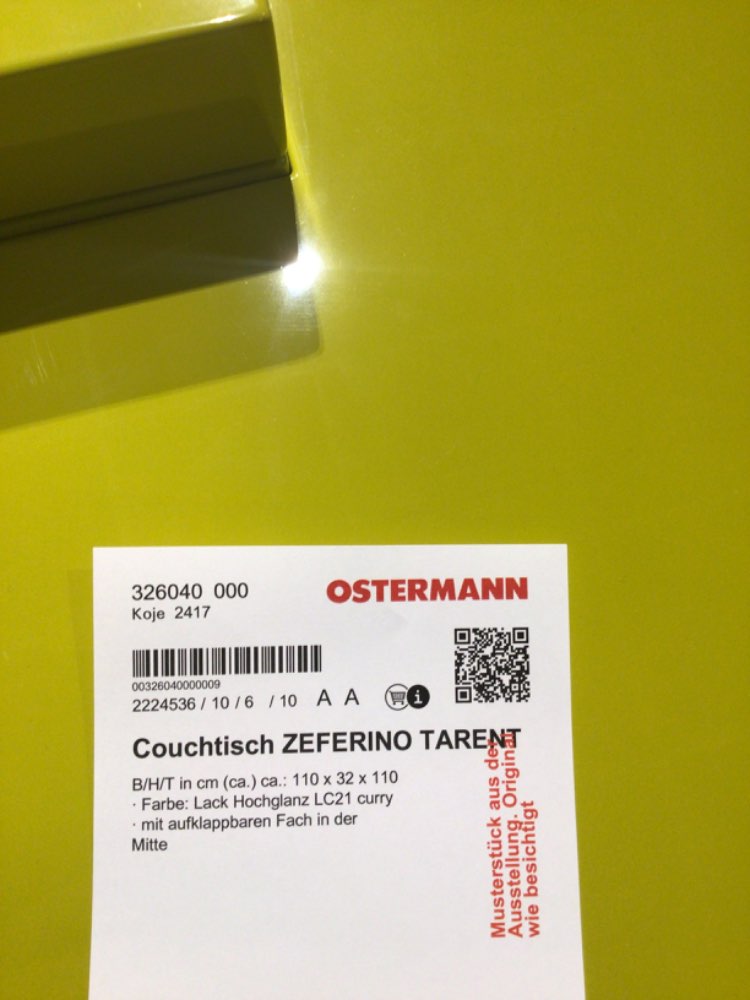 326040 000
OSTERMANN
Koje 2417
00326040000009
2224536 / 10 / 6 / 10 A A
i
Couchtisch ZEFERINO TARENT
B/H/T in cm (ca.) ca.: 110 x 32 x 110
· Farbe: Lack Hochglanz LC21 curry
· mit aufklappbaren Fach in der
Mitte
Musterstück aus der
Ausstellung. Original
wie besichtigt